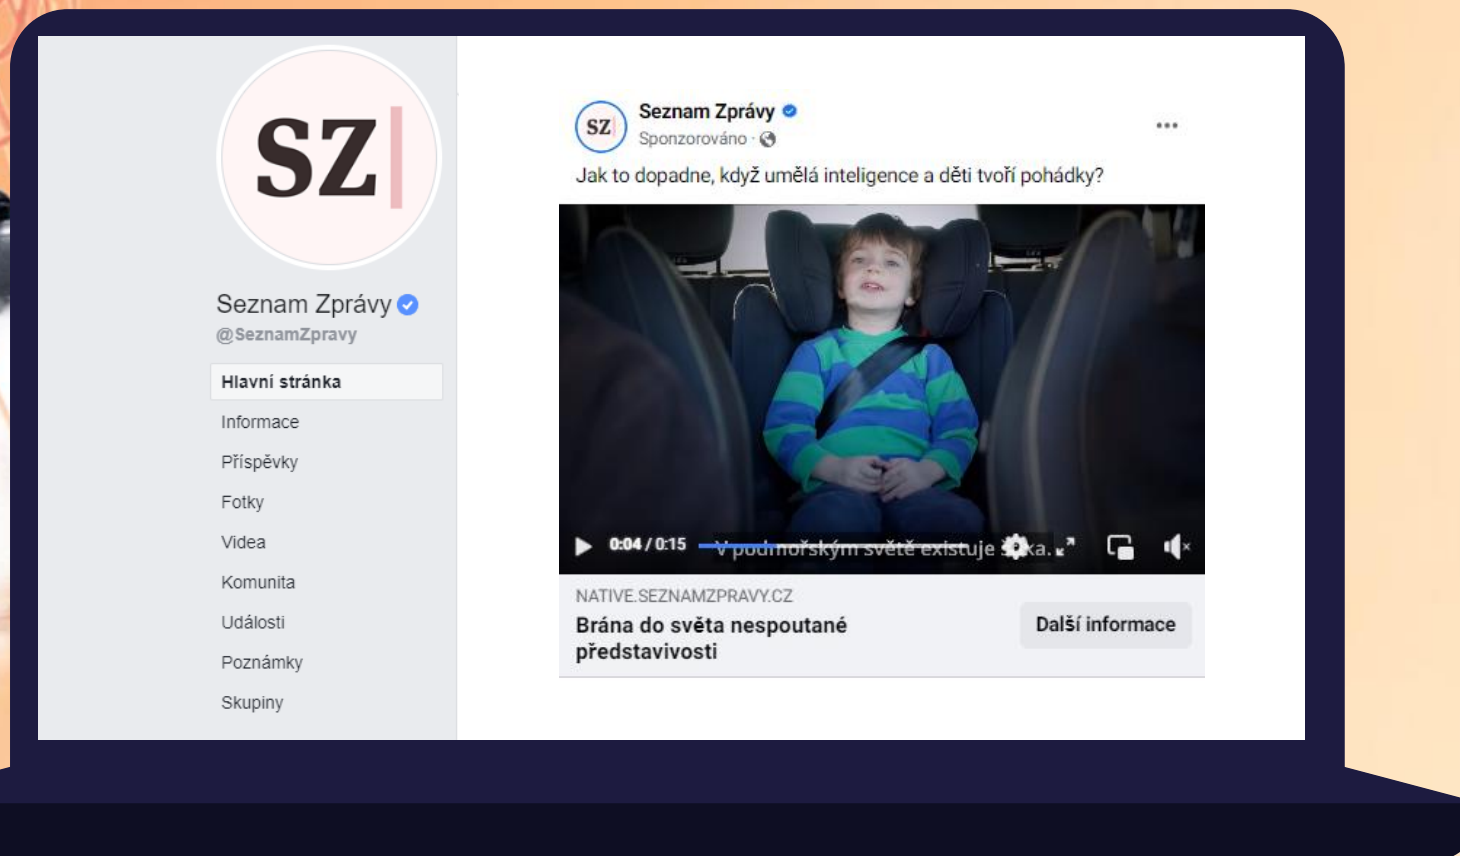 SZ
Seznam Zprávy
@SeznamZpravy
Hlavní stránka
Informace
Příspěvky
Fotky
Videa
Komunita
Události
Poznámky
Skupiny
SZ
Seznam Zprávy
Sponzorováno ·
Jak to dopadne, když umělá inteligence a děti tvoří pohádky?
0:04 / 0:15
V podmořským světě existuje
NATIVE.SEZNAMZPRAVY.CZ
Brána do světa nespoutané
představivosti
Další informace